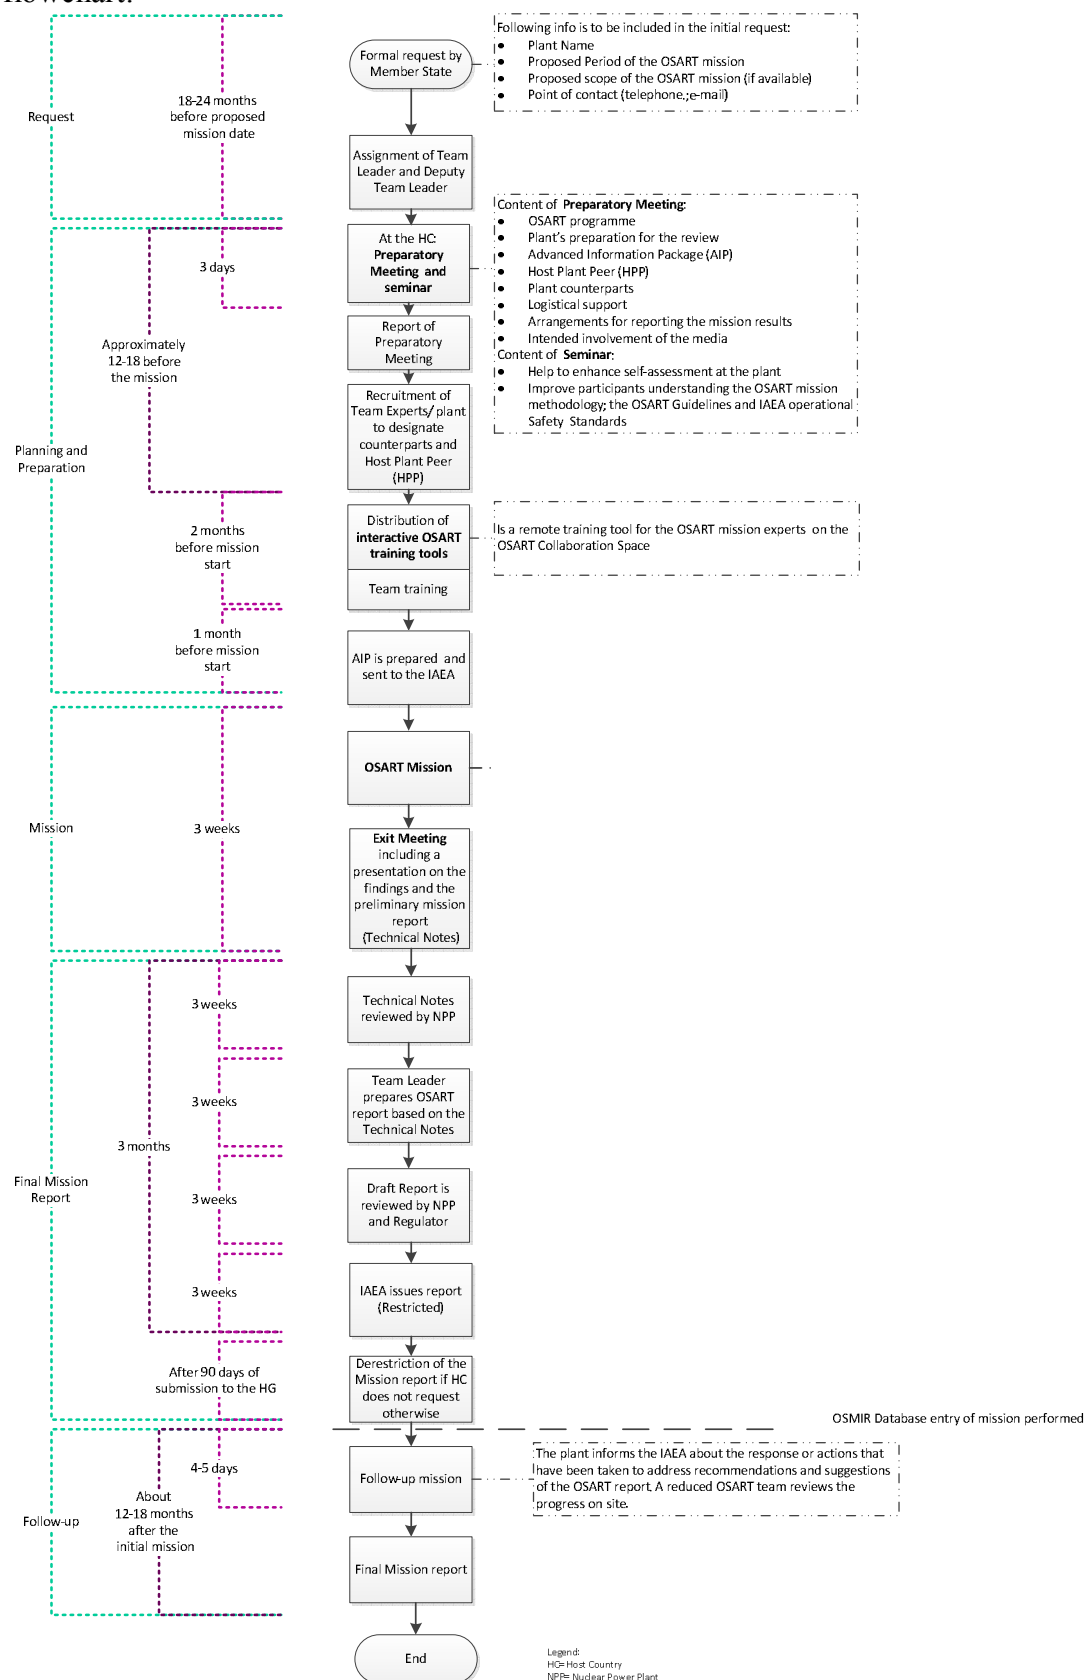 flowchart.
Formal request by
Member State
Following info is to be included in the initial request:
● Plant Name
● Proposed Period of the OSART mission
● Proposed scope of the OSART mission (if available)
● Point of contact (telephone,;e-mail)
Request
18-24 months
before proposed
mission date
Assignment of Team
Leader and Deputy
Team Leader
At the HC:
Preparatory
Meeting and
seminar
3 days
Content of Preparatory Meeting:
● OSART programme
● Plant's preparation for the review
● Advanced Information Package (AIP)
● Host Plant Peer (HPP)
● Plant counterparts
● Logistical support
● Arrangements for reporting the mission results
● Intended involvement of the media
Content of Seminar:
● Help to enhance self-assessment at the plant
● Improve participants understanding the OSART mission
methodology; the OSART Guidelines and IAEA operational
Safety Standards
Report of
Preparatory
Meeting
Approximately
12-18 before
the mission
Recruitment of
Team Experts/ plant
to designate
counterparts and
Host Plant Peer
(HPP)
Planning and
Preparation
2 months
before mission
start
Distribution of
interactive OSART
training tools
Team training
Is a remote training tool for the OSART mission experts on the
OSART Collaboration Space
1 month
before mission
start
AIP is prepared and
sent to the IAEA
OSART Mission
Mission
3 weeks
Exit Meeting
including a
presentation on the
findings and the
preliminary mission
report
(Technical Notes)
3 weeks
Technical Notes
reviewed by NPP
3 weeks
Team Leader
prepares OSART
report based on the
Technical Notes
3 months
Final Mission
Report
3 weeks
Draft Report is
reviewed by NPP
and Regulator
3 weeks
IAEA issues report
(Restricted)
After 90 days of
submission to the HG
Derestriction of the
Mission report if HC
does not request
otherwise
OSMIR Database entry of mission performed
4-5 days
Follow-up mission
The plant informs the IAEA about the response or actions that
have been taken to address recommendations and suggestions
of the OSART report. A reduced OSART team reviews the
progress on site.
Follow-up
About
12-18 months
after the
initial mission
Final Mission report
End
Legend:
HC= Host Country
NPP= Nuclear Power Plant